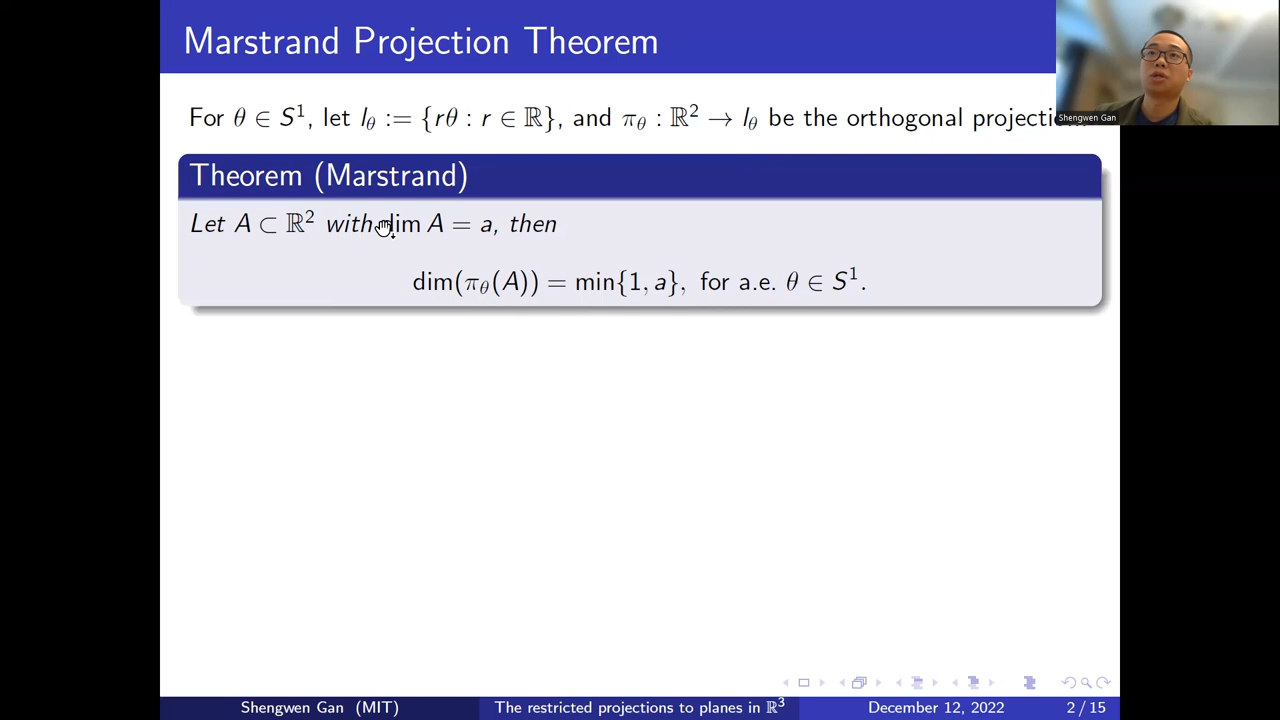 Marstrand Projection Theorem
For θ ∈ S¹, let l_θ := {rθ : r ∈ ℝ}, and π_θ : ℝ² → l_θ be the orthogonal
Shengwen Gan
Theorem (Marstrand)
Let A ⊂ ℝ² with dim A = a, then
dim(π_θ(A)) = min{1, a}, for a.e. θ ∈ S¹.
Shengwen Gan (MIT) The restricted projections to planes in ℝ³ December 12, 2022 2 / 15